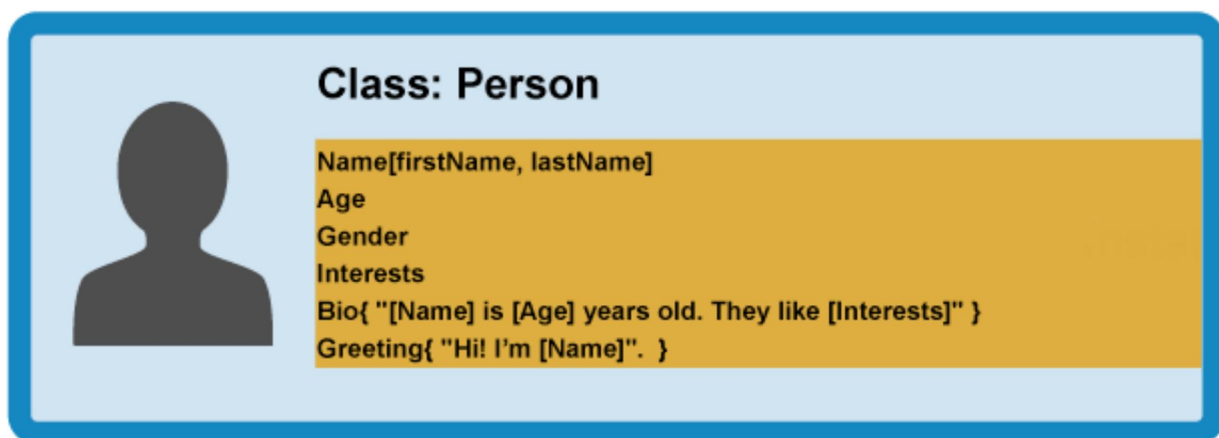 Class: Person
Name[firstName, lastName]
Age
Gender
Interests
Bio{ "[Name] is [Age] years old. They like [Interests]" }
Greeting{ "Hi! I’m [Name]".  }